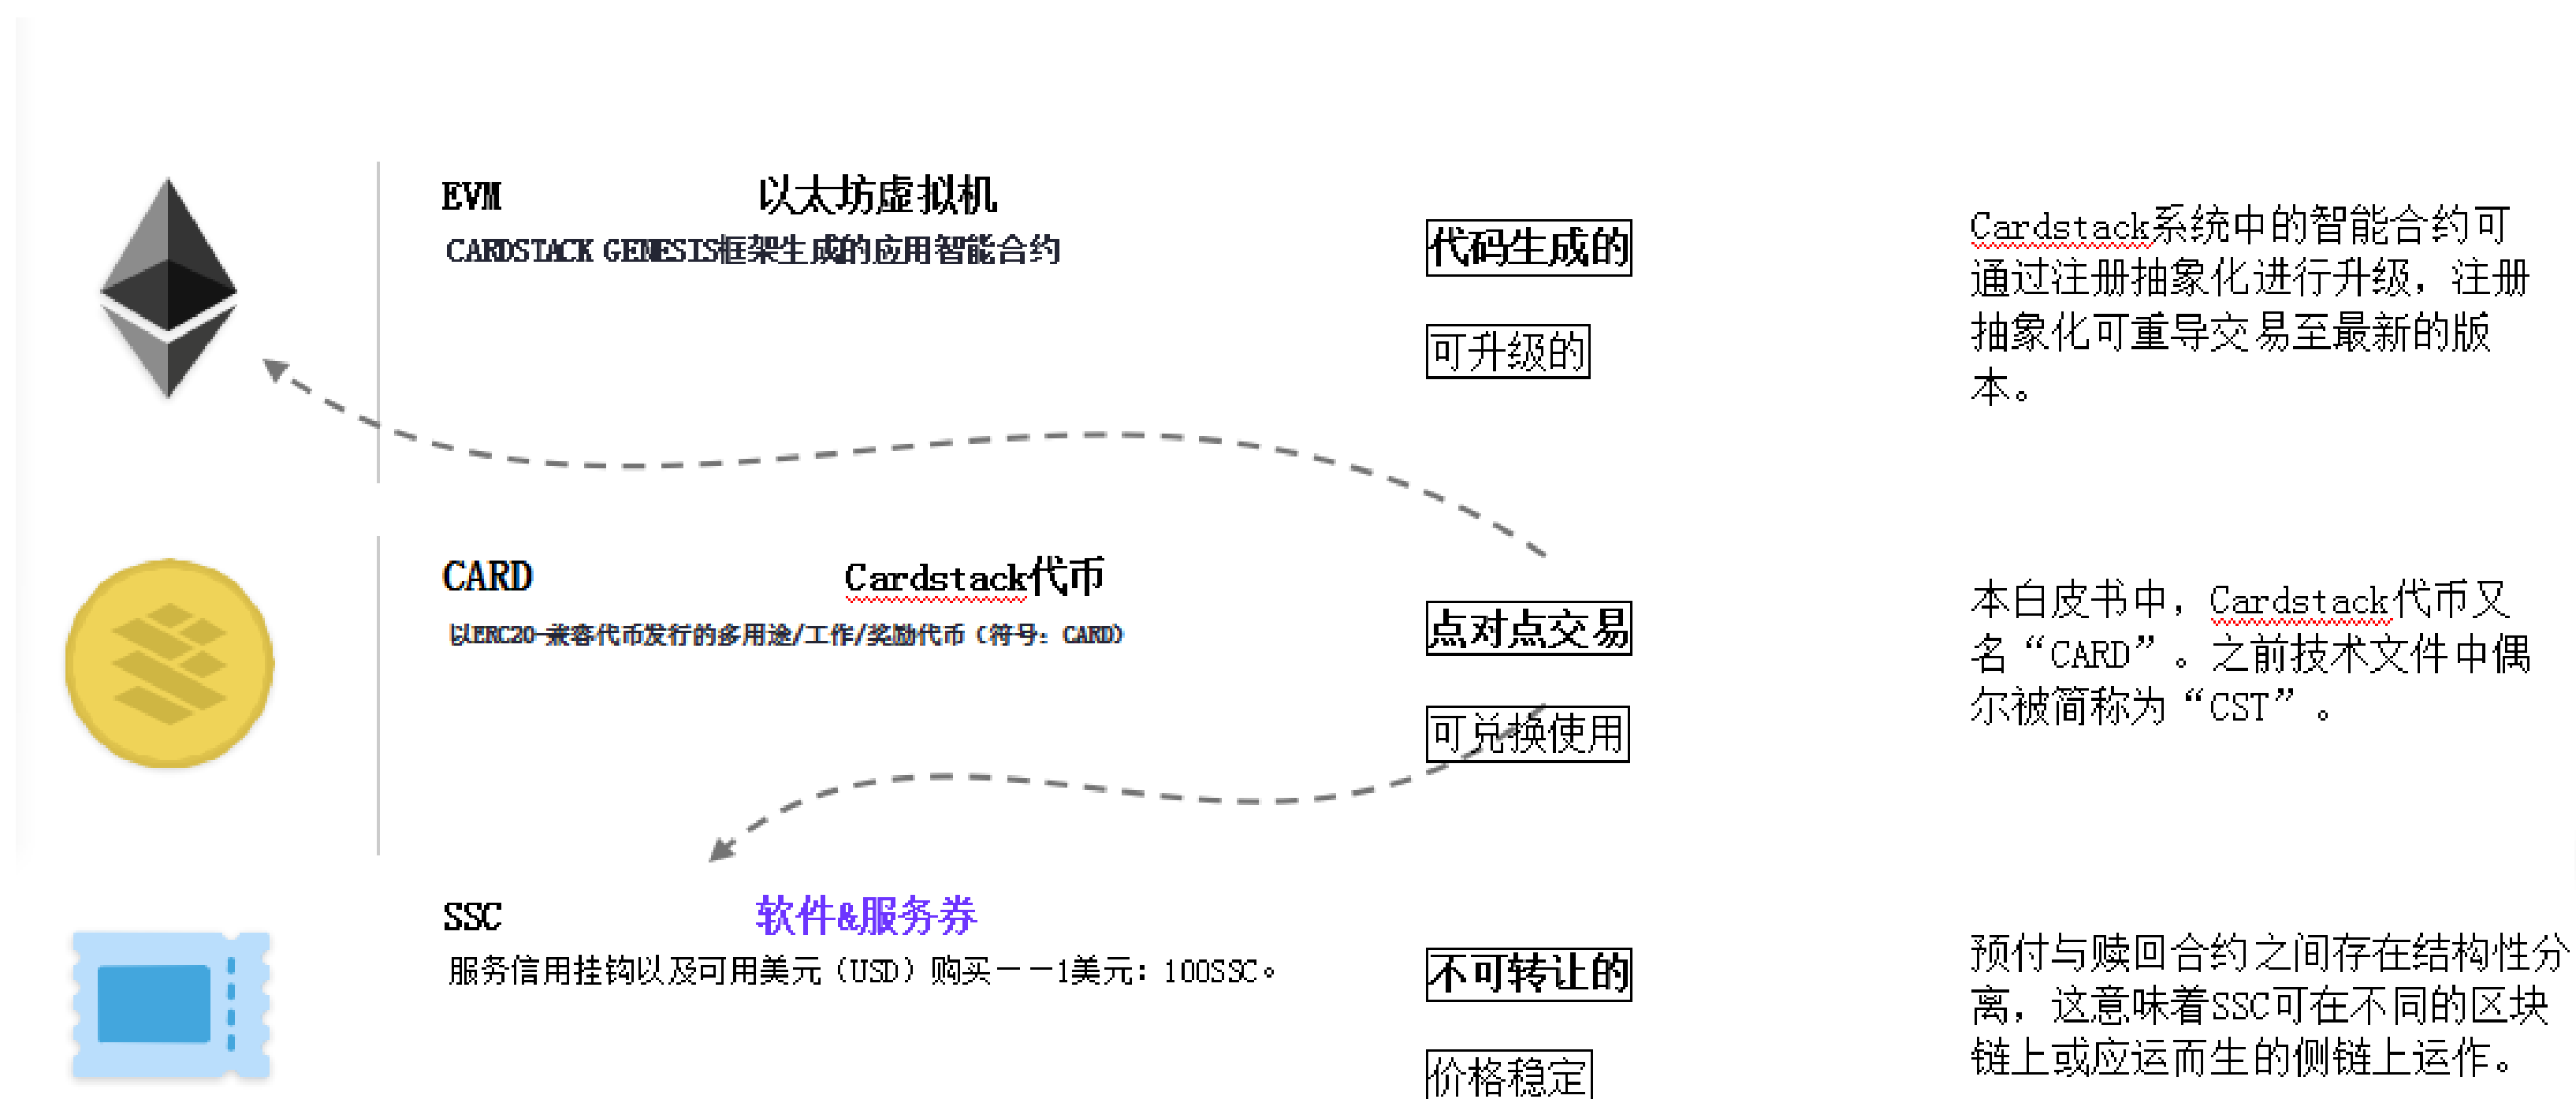 EVM 以太坊虚拟机
CARDSTACK GENESIS框架生成的应用智能合约
代码生成的
可升级的
Cardstack系统中的智能合约可
通过注册抽象化进行升级，注册
抽象化可重导交易至最新的版
本。
CARD Cardstack代币
以ERC20-兼容代币发行的多用途/工作/奖励代币（符号：CARD）
点对点交易
可兑换使用
本白皮书中，Cardstack代币又
名“CARD”。之前技术文件中偶
尔被简称为“CST”。
SSC 软件&服务券
服务信用挂钩以及可用美元（USD）购买——1美元：100SSC。
不可转让的
价格稳定
预付与赎回合约之间存在结构性分
离，这意味着SSC可在不同的区块
链上或应运而生的侧链上运作。